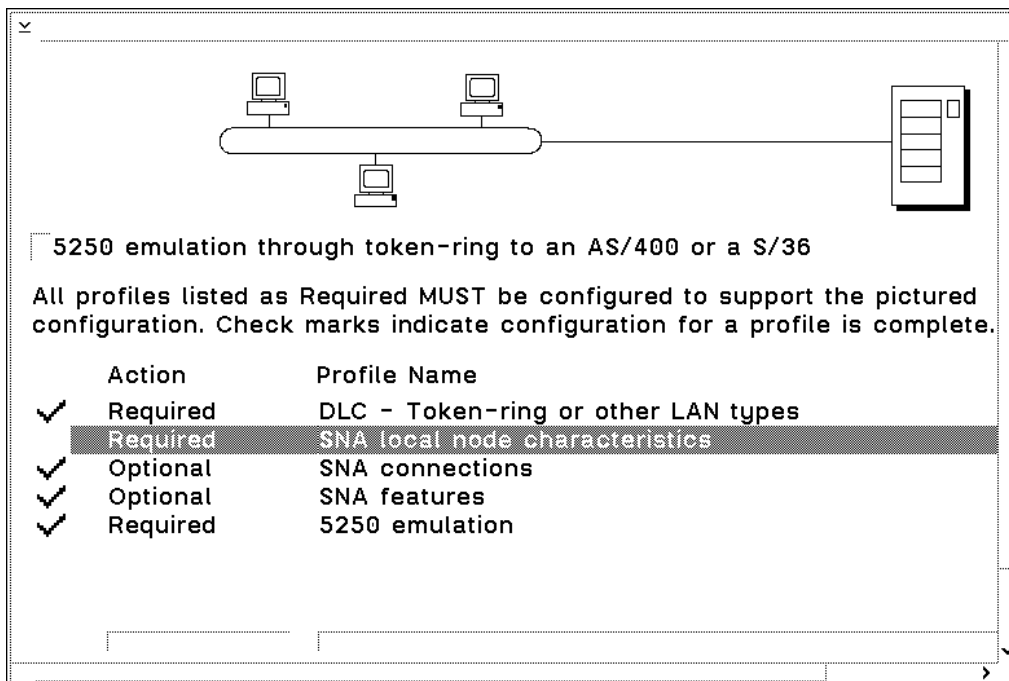 5250 emulation through token-ring to an AS/400 or a S/36
All profiles listed as Required MUST be configured to support the pictured
configuration. Check marks indicate configuration for a profile is complete.
Action Profile Name
Required DLC - Token-ring or other LAN types
Required SNA local node characteristics
Optional SNA connections
Optional SNA features
Required 5250 emulation